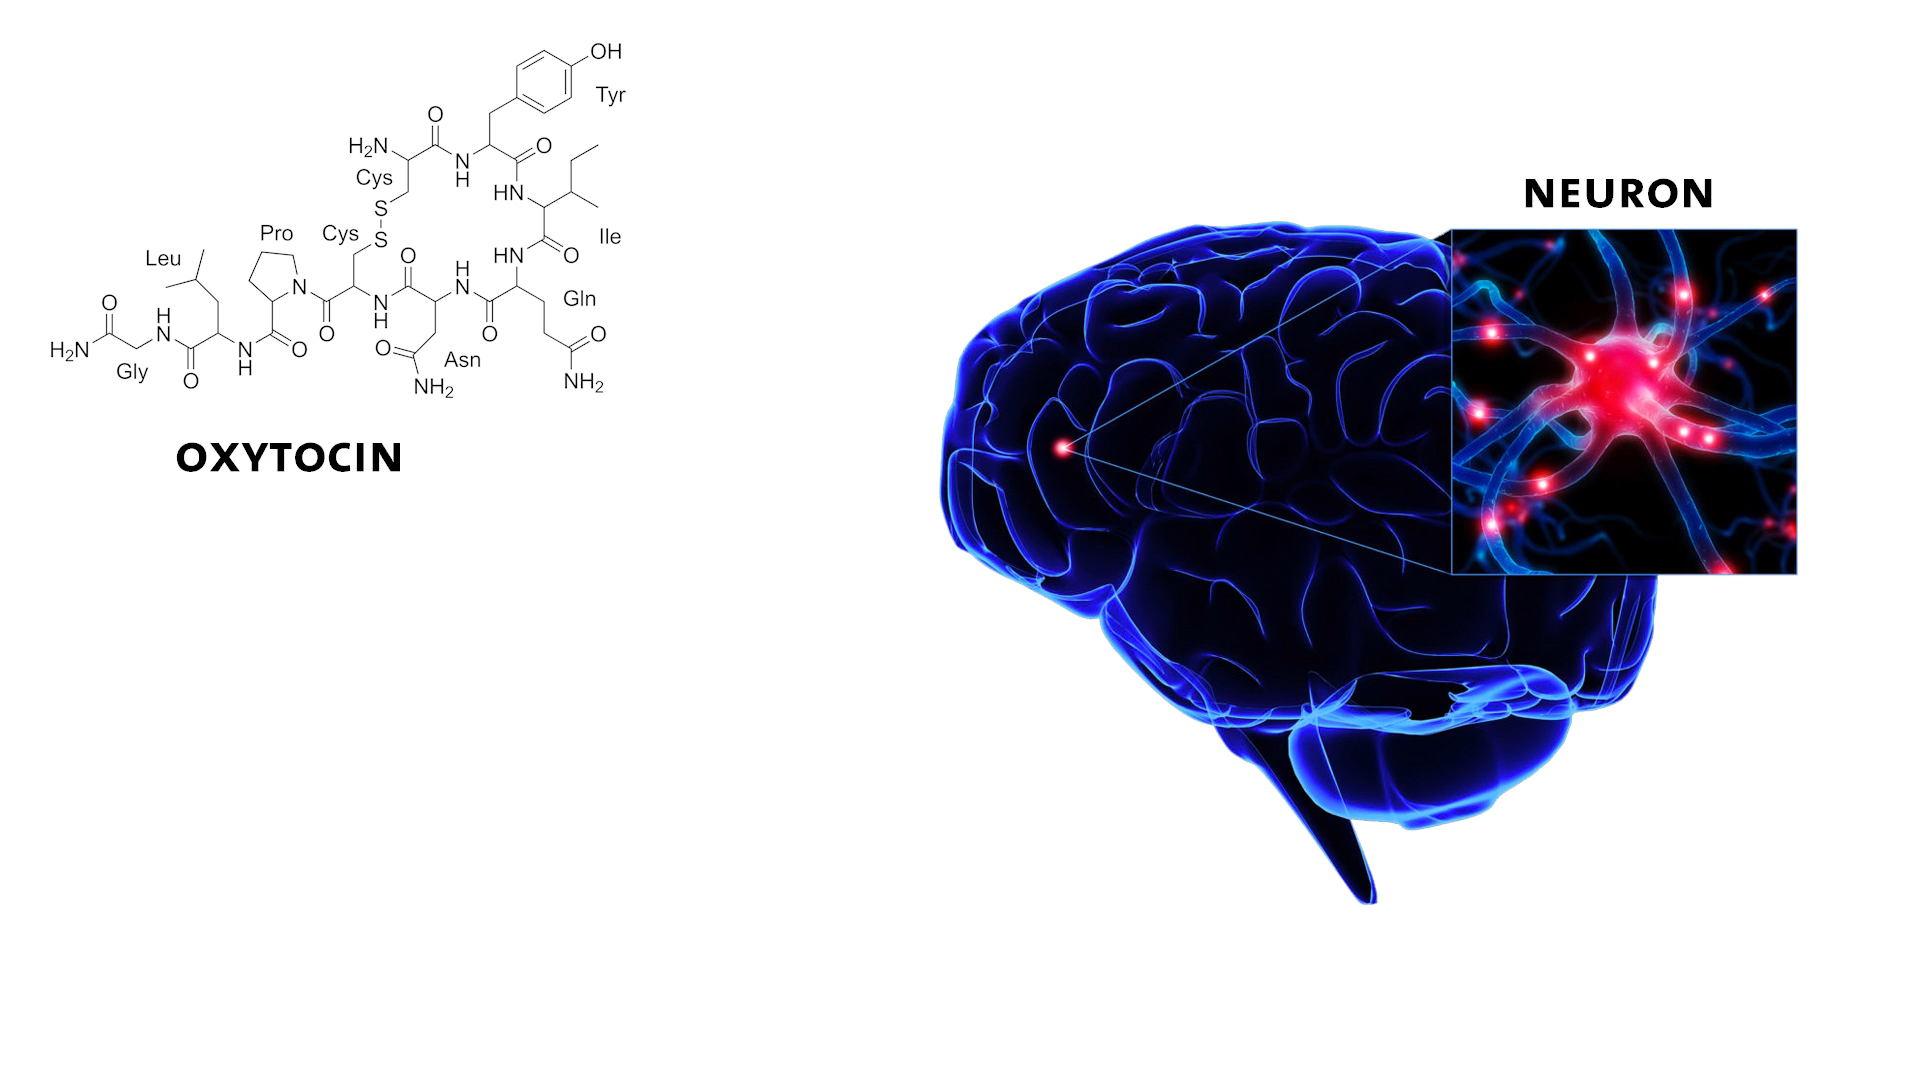 OH
Tyr
O
H₂N
O
N
H
Cys
HN
S
Cys
S
Pro
Ile
O
Leu
HN
O
H
N
N
Gln
O
H
N
N
H
O
O
O
O
H₂N
Gly
O
N
H
O
O
Asn
NH₂
NH₂
OXYTOCIN
NEURON